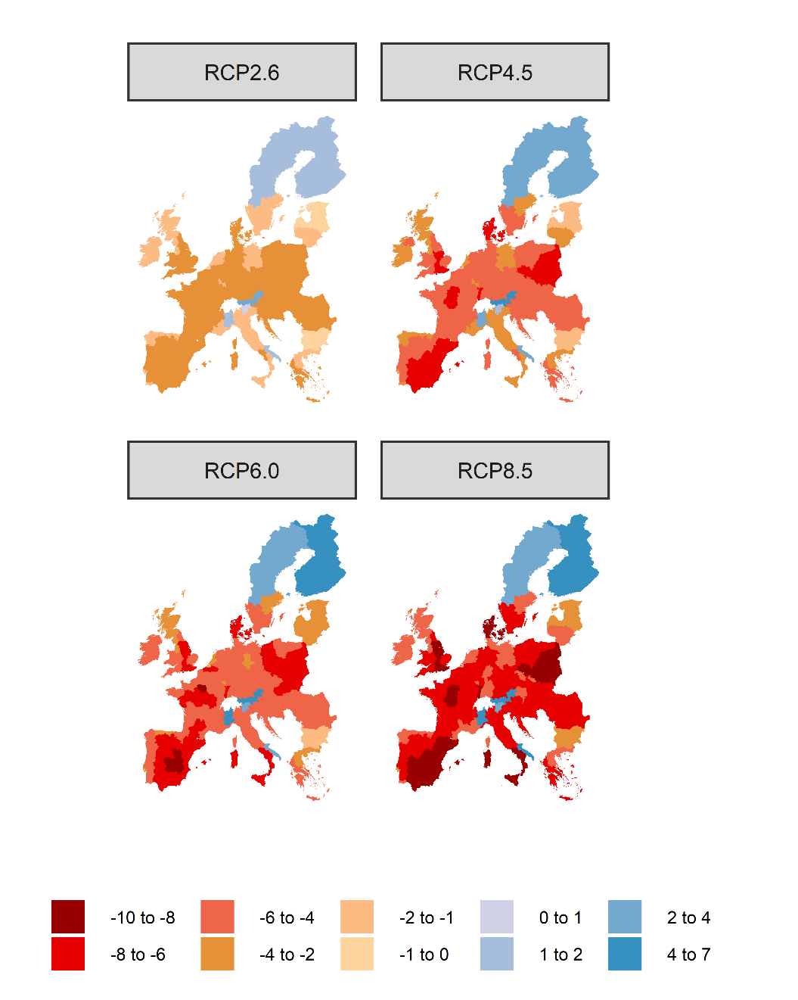 RCP2.6
RCP4.5
RCP6.0
RCP8.5
-10 to -8
-6 to -4
-2 to -1
0 to 1
2 to 4
-8 to -6
-4 to -2
-1 to 0
1 to 2
4 to 7